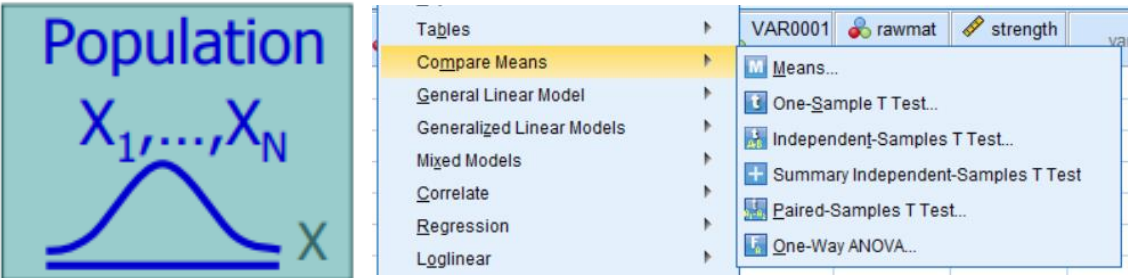 Population
X1,...,XN
X
Tables
Compare Means
General Linear Model
Generalized Linear Models
Mixed Models
Correlate
Regression
Loglinear
VAR0001 rawmat strength
M Means...
t One-Sample T Test...
Independent-Samples T Test...
Summary Independent-Samples T Test
Paired-Samples T Test...
One-Way ANOVA...